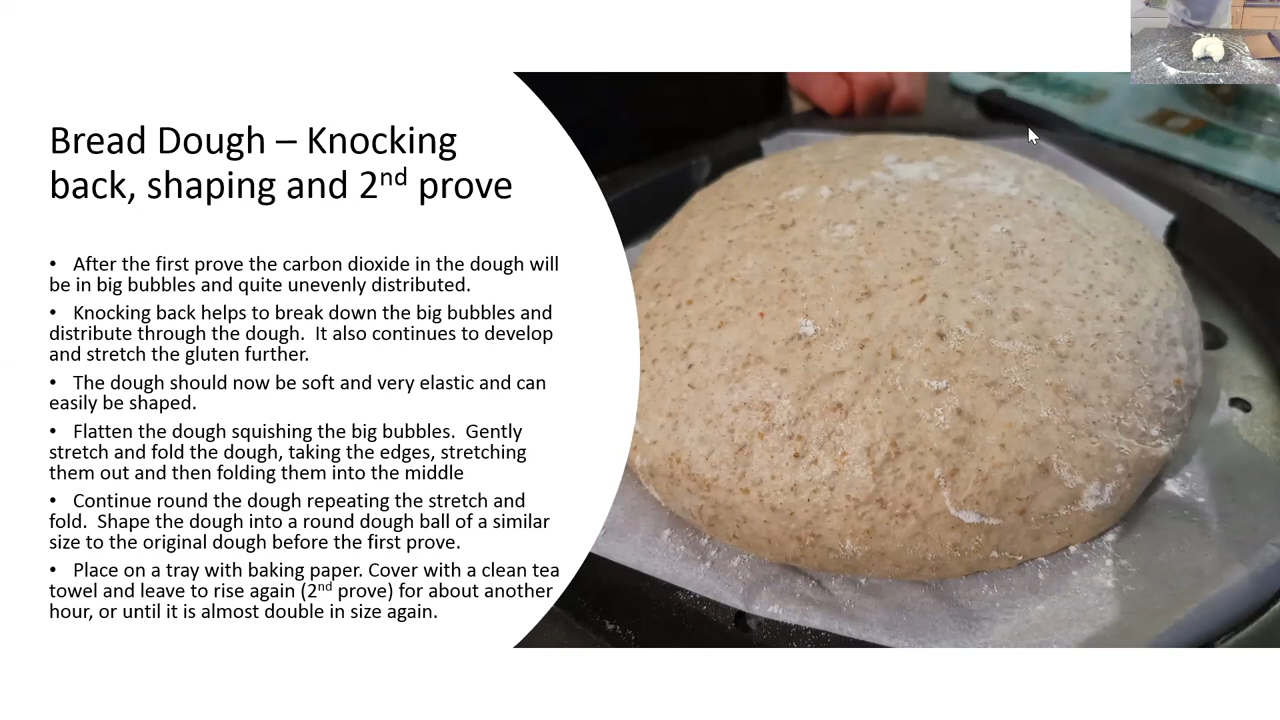 Bread Dough – Knocking
back, shaping and 2nd prove
• After the first prove the carbon dioxide in the dough will
be in big bubbles and quite unevenly distributed.
• Knocking back helps to break down the big bubbles and
distribute through the dough.  It also continues to develop
and stretch the gluten further.
• The dough should now be soft and very elastic and can
easily be shaped.
• Flatten the dough squishing the big bubbles.  Gently
stretch and fold the dough, taking the edges, stretching
them out and then folding them into the middle
• Continue round the dough repeating the stretch and
fold.  Shape the dough into a round dough ball of a similar
size to the original dough before the first prove.
• Place on a tray with baking paper. Cover with a clean tea
towel and leave to rise again (2nd prove) for about another
hour, or until it is almost double in size again.